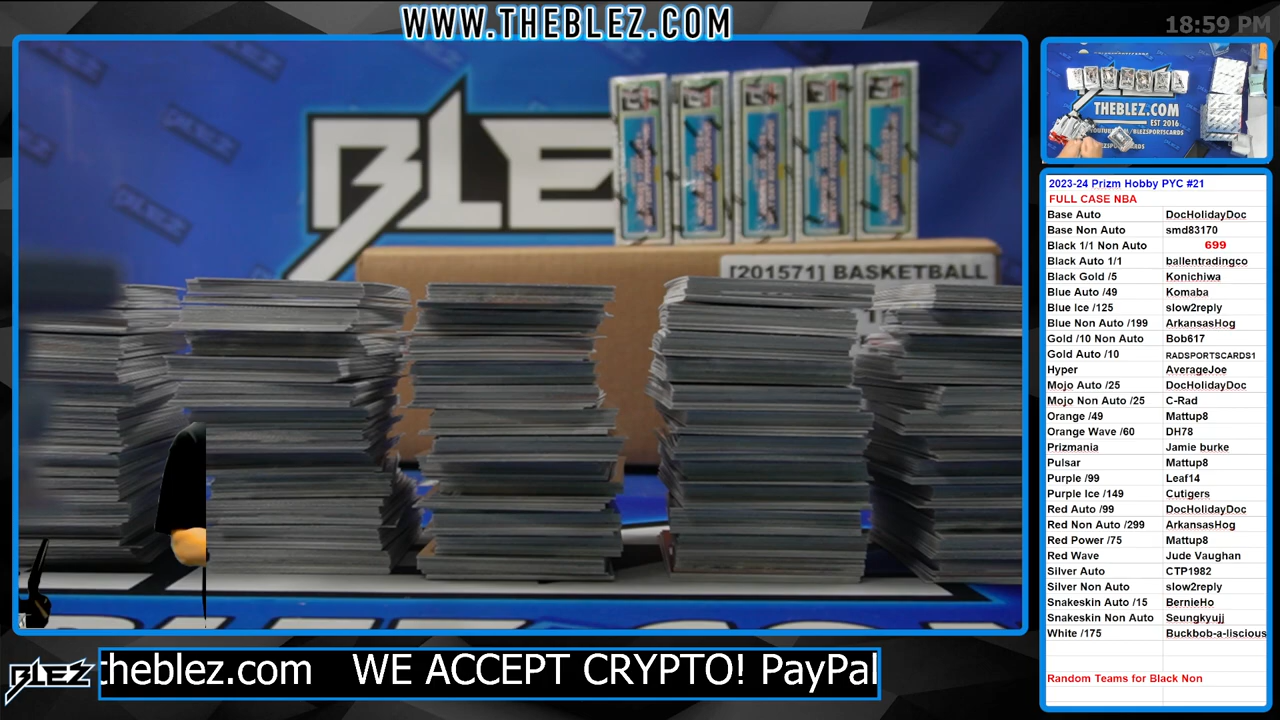 WWW.THEBLEZ.COM
18:59 PM
BLEZ
[201571] BASKETBALL
THEBLEZ.COM
EST 2016
2023-24 Prizm Hobby PYC #21
FULL CASE NBA
Base Auto DocHolidayDoc
Base Non Auto smd83170
Black 1/1 Non Auto 699
Black Auto 1/1 ballentradingco
Black Gold /5 Konichiwa
Blue Auto /49 Komaba
Blue Ice /125 slow2reply
Blue Non Auto /199 ArkansasHog
Gold /10 Non Auto Bob617
Gold Auto /10 RADSPORTSCARDS1
Hyper AverageJoe
Mojo Auto /25 DocHolidayDoc
Mojo Non Auto /25 C-Rad
Orange /49 Mattup8
Orange Wave /60 DH78
Prizmania Jamie burke
Pulsar Mattup8
Purple /99 Leaf14
Purple Ice /149 Cutigers
Red Auto /99 DocHolidayDoc
Red Non Auto /299 ArkansasHog
Red Power /75 Mattup8
Red Wave Jude Vaughan
Silver Auto CTP1982
Silver Non Auto slow2reply
Snakeskin Auto /15 BernieHo
Snakeskin Non Auto Seungkyujj
White /175 Buckbob-a-liscious
Random Teams for Black Non
BLEZ
theblez.com WE ACCEPT CRYPTO! PayPal